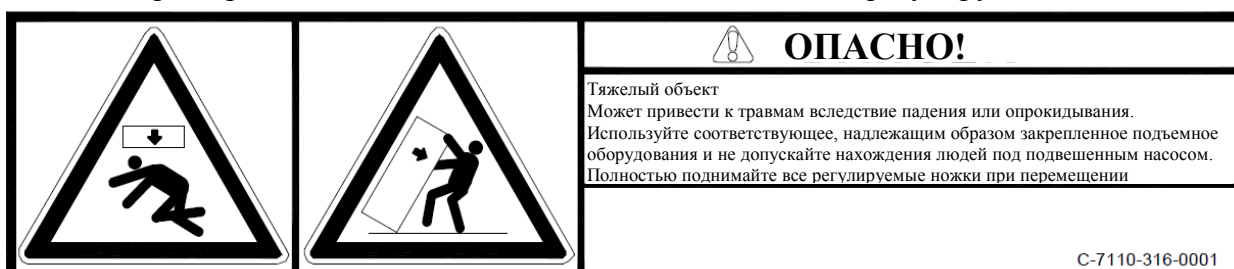 ОПАСНО!
Тяжелый объект
Может привести к травмам вследствие падения или опрокидывания.
Используйте соответствующее, надлежащим образом закрепленное подъемное
оборудования и не допускайте нахождения людей под подвешенным насосом.
Полностью поднимайте все регулируемые ножки при перемещении
C-7110-316-0001